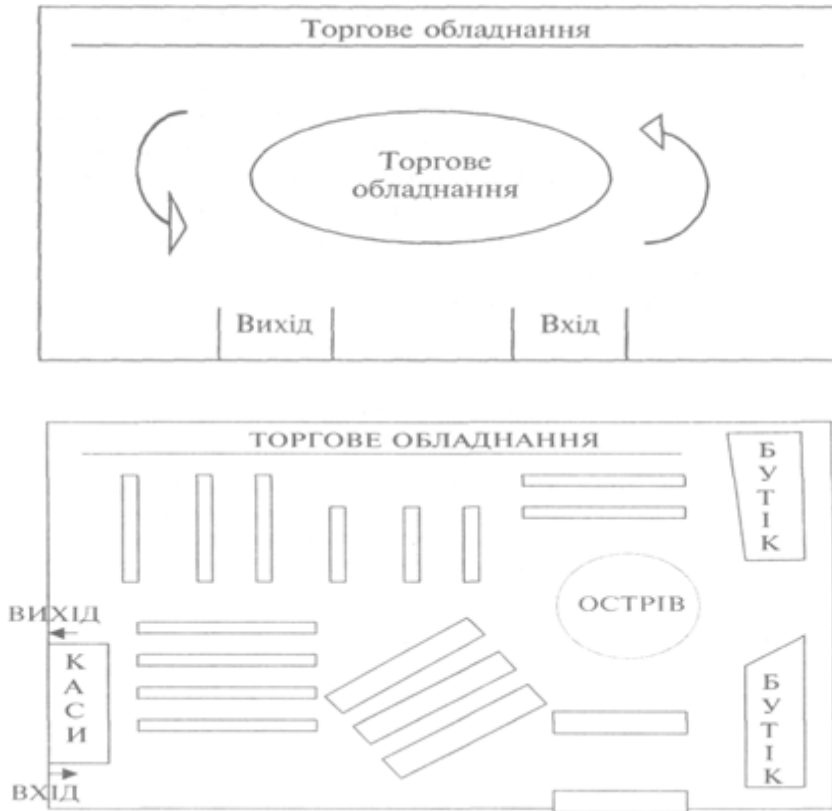 Торгове обладнання
Торгове
обладнання
Вихід
Вхід
ТОРГОВЕ ОБЛАДНАННЯ
БУТІК
ОСТРІВ
ВИХІД
КАСИ
БУТІК
ВХІД